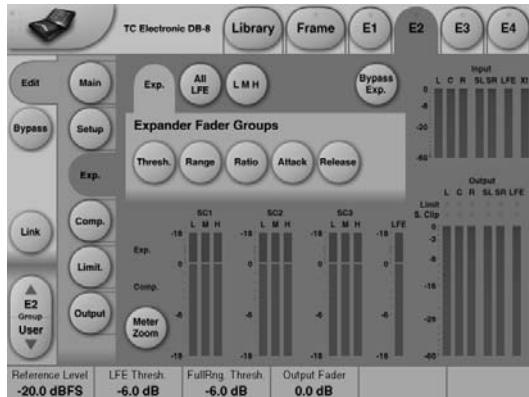 TC Electronic DB-8
Library
Frame
E1
E2
E3
E4
Edit
Bypass
Link
E2
Group
User
Main
Setup
Exp.
Comp.
Limit.
Output
Exp.
All LFE
L M H
Bypass Exp.
Expander Fader Groups
Thresh.
Range
Ratio
Attack
Release
SC1
SC2
SC3
L M H
L M H
L M H
LFE
-18
-18
-18
-18
Exp.
0
0
0
0
Comp.
-6
-6
-6
-6
-18
-18
-18
-18
Meter Zoom
Input
L C R SL SR LFE
0
-6
-20
-60
Output
L C R SL SR LFE
Limit
S. Clip
0
-3
-6
-16
-60
Reference Level
-20.0 dBFS
LFE Thresh.
-6.0 dB
FullRng. Thresh.
-6.0 dB
Output Fader
0.0 dB